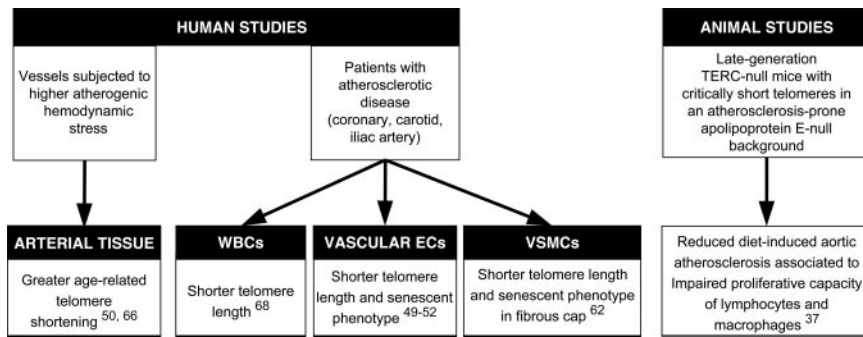 HUMAN STUDIES
Vessels subjected to
higher atherogenic
hemodynamic
stress
Patients with
atherosclerotic
disease
(coronary, carotid,
iliac artery)
ANIMAL STUDIES
Late-generation
TERC-null mice with
critically short telomeres in
an atherosclerosis-prone
apolipoprotein E-null
background
ARTERIAL TISSUE
Greater age-related
telomere
shortening 50, 66
WBCs
Shorter telomere
length 68
VASCULAR ECs
Shorter telomere
length and senescent
phenotype 49-52
VSMCs
Shorter telomere length
and senescent phenotype
in fibrous cap 62
Reduced diet-induced aortic
atherosclerosis associated to
Impaired proliferative capacity
of lymphocytes and
macrophages 37